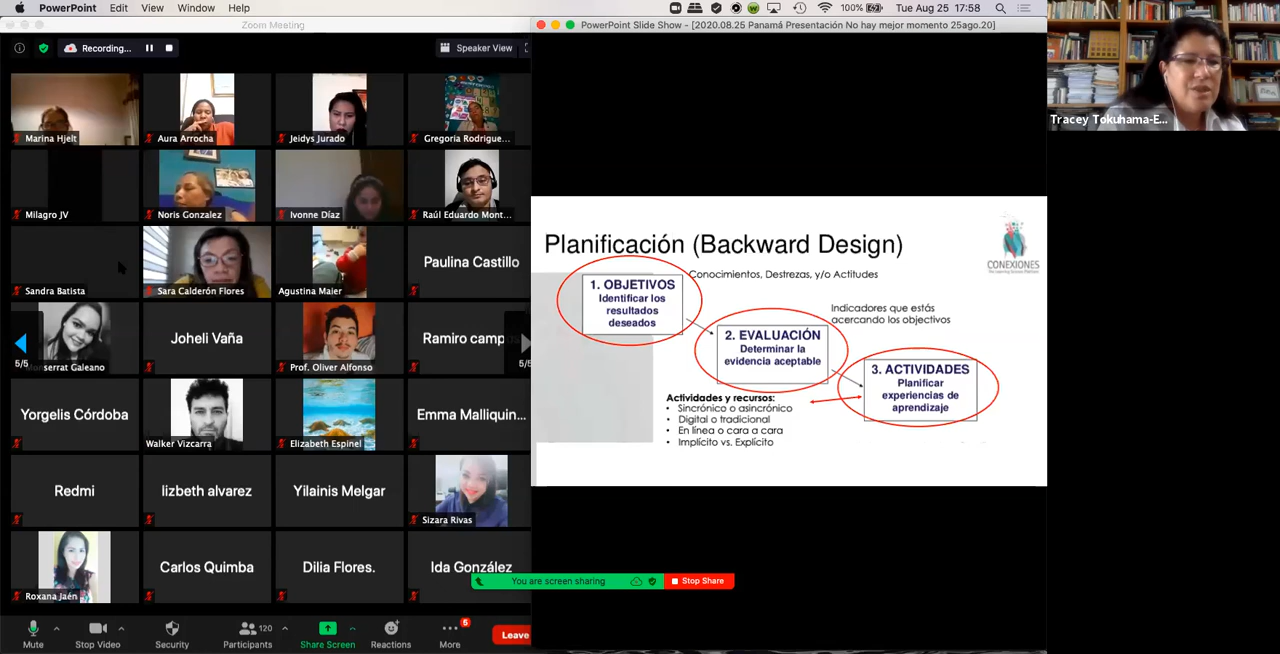 PowerPoint Edit View Window Help
100% Tue Aug 25 17:58
Zoom Meeting
Recording...
Speaker View
Marina Hjelt
Aura Arrocha
Jeidys Jurado
Gregoria Rodrigue...
Milagro JV
Noris Gonzalez
Ivonne Díaz
Raúl Eduardo Mont...
Sandra Batista
Sara Calderón Flores
Agustina Maier
Paulina Castillo
5/5
Montserrat Galeano
Joheli Vaña
Prof. Oliver Alfonso
Ramiro camp
5/5
Yorgelis Córdoba
Walker Vizcarra
Elizabeth Espinel
Emma Malliquin...
Redmi
lizbeth alvarez
Yilainis Melgar
Sizara Rivas
Roxana Jaén
Carlos Quimba
Dilia Flores.
Ida González
You are screen sharing
Stop Share
Mute
Stop Video
Security
120
Participants
Share Screen
Reactions
5
More
Leave
PowerPoint Slide Show - [2020.08.25 Panamá Presentación No hay mejor momento 25ago.20]
Planificación (Backward Design)
CONEXIONES
Conocimientos, Destrezas, y/o Actitudes
1. OBJETIVOS
Identificar los
resultados
deseados
Indicadores que estás
acercando los objetivos
2. EVALUACIÓN
Determinar la
evidencia aceptable
3. ACTIVIDADES
Planificar
experiencias de
aprendizaje
Actividades y recursos:
• Sincrónico o asincrónico
• Digital o tradicional
• En línea o cara a cara
• Implícito vs. Explícito
Tracey Tokuhama-E...